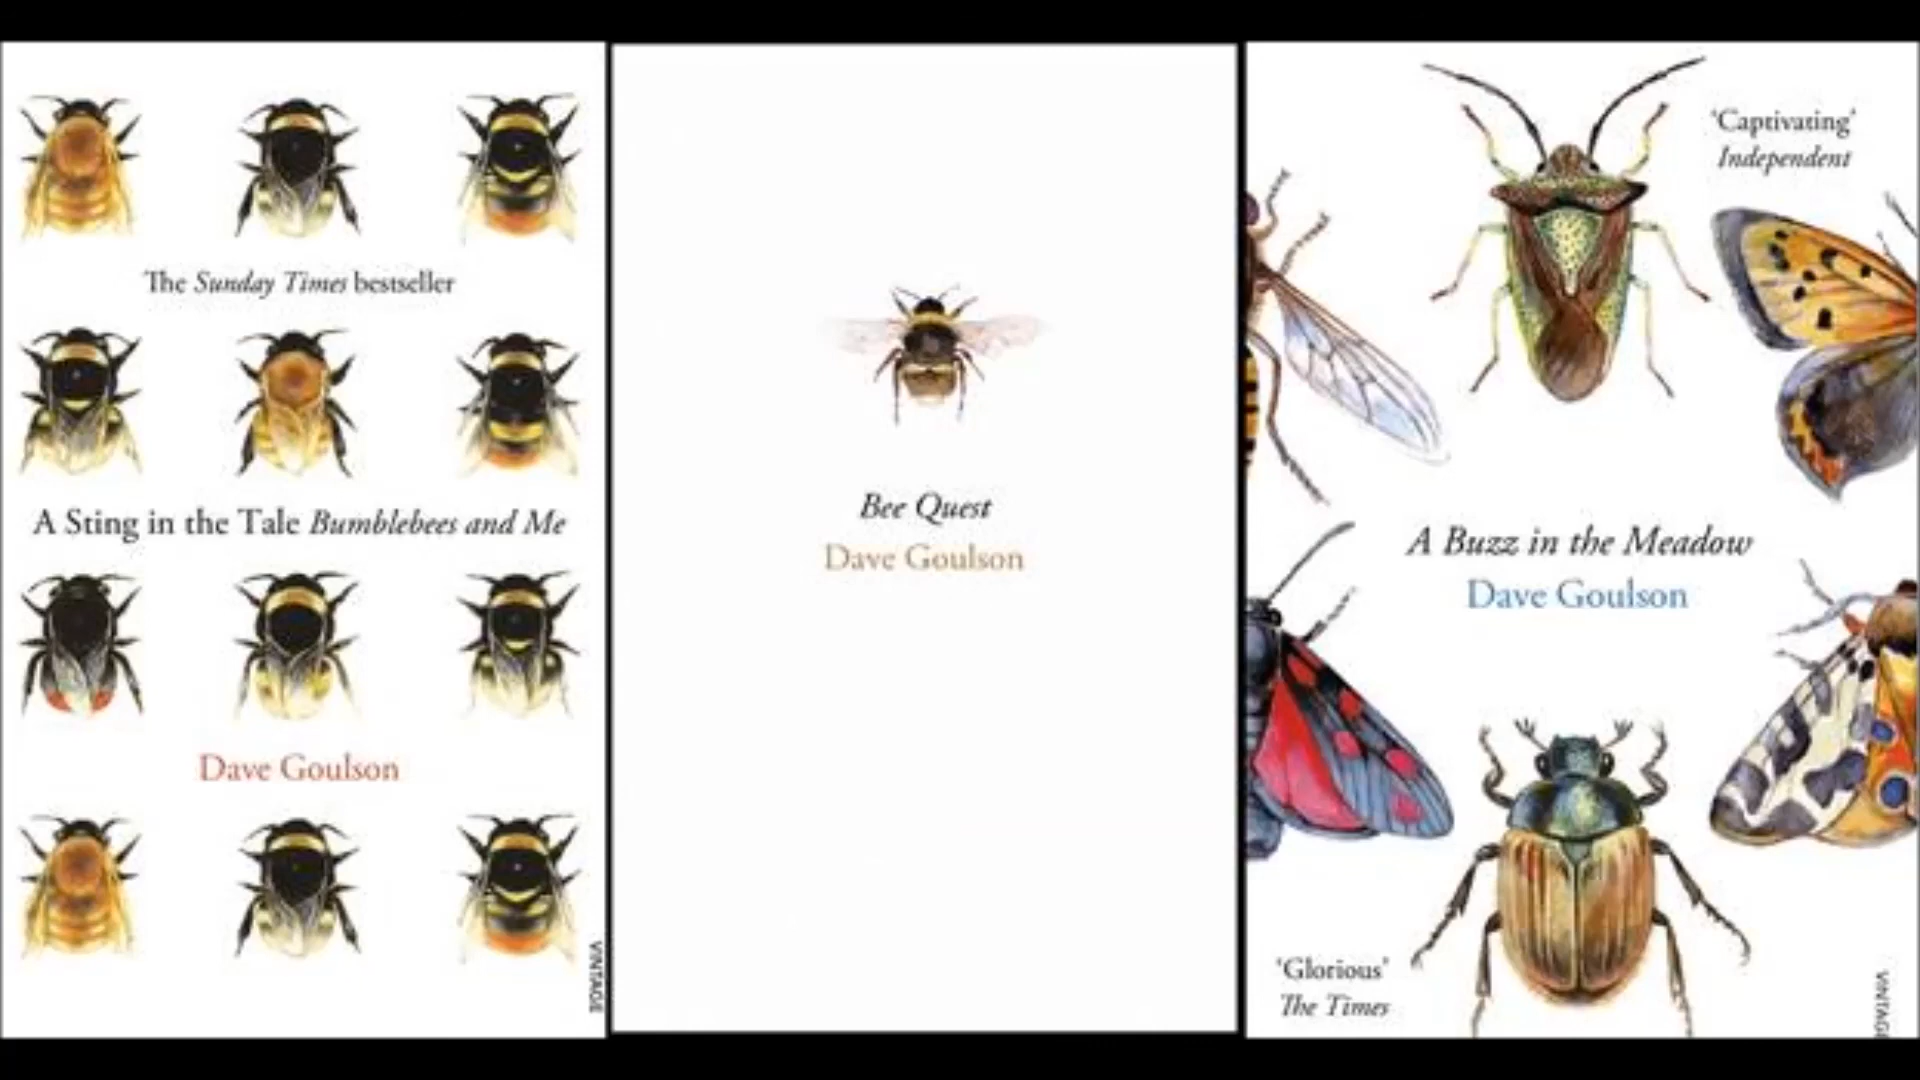 The Sunday Times bestseller
A Sting in the Tale Bumblebees and Me
Dave Goulson
VINTAGE
Bee Quest
Dave Goulson
‘Captivating’
Independent
A Buzz in the Meadow
Dave Goulson
‘Glorious’
The Times
VINTAGE